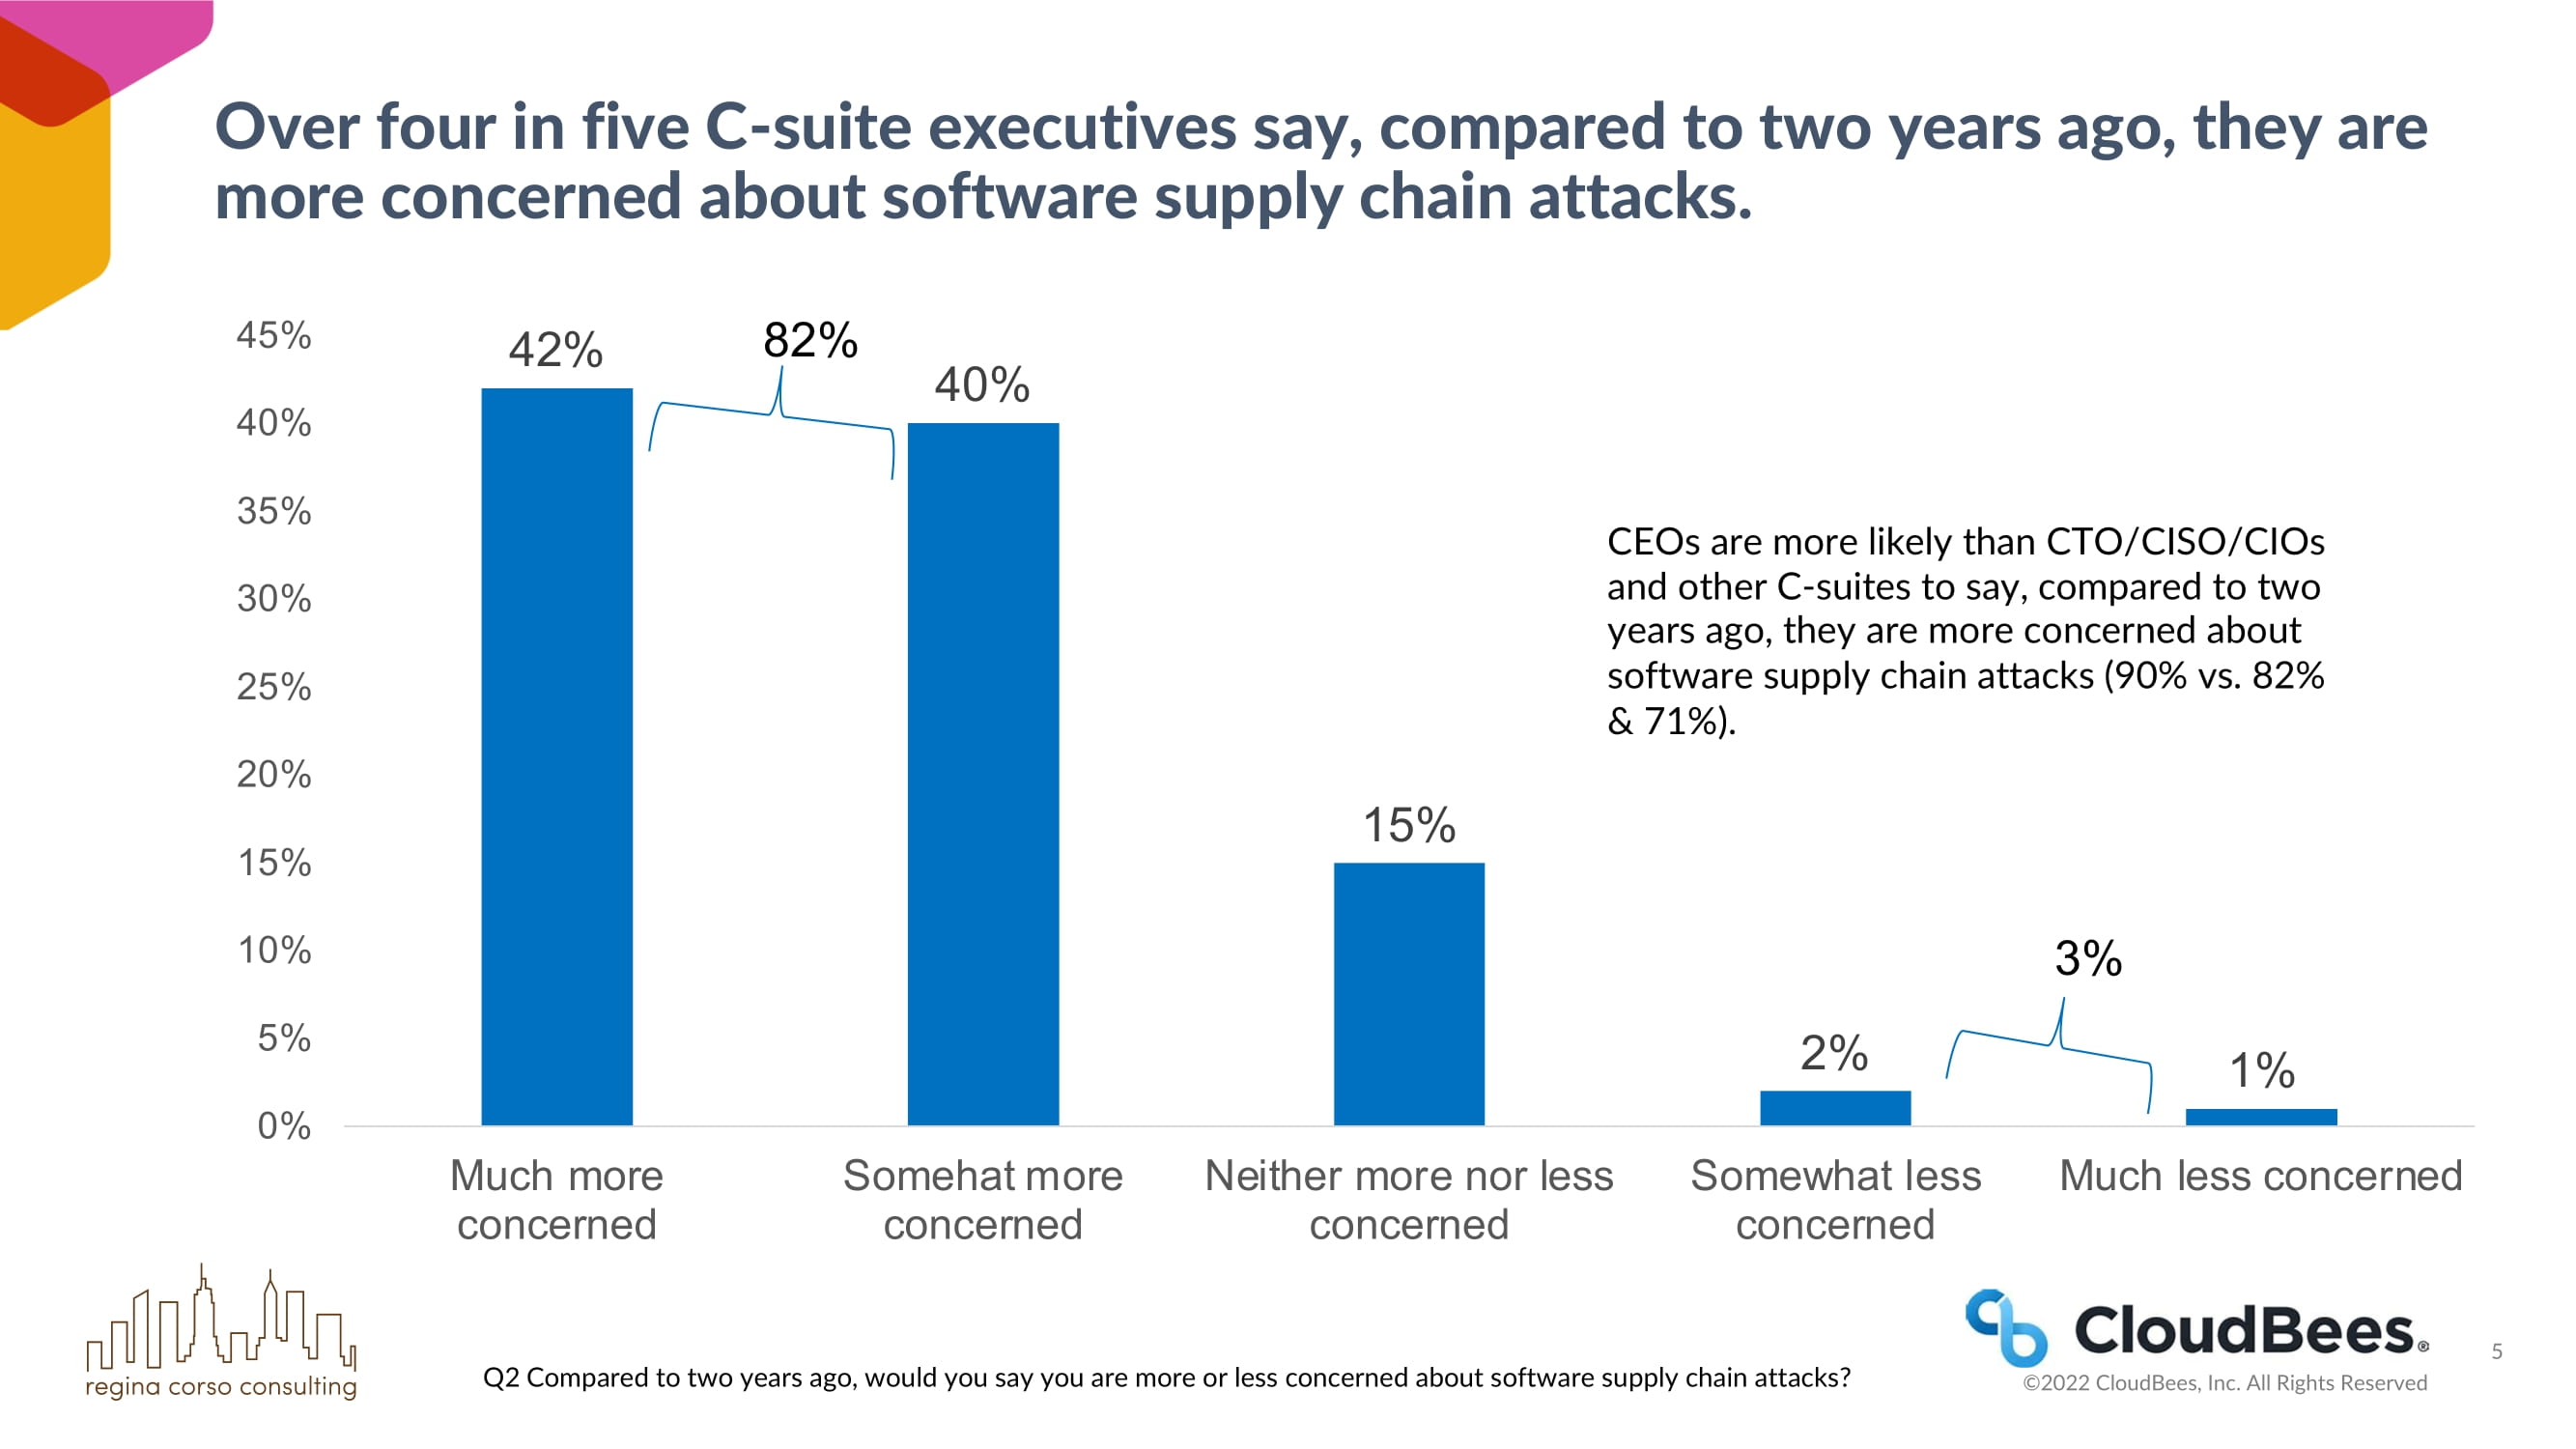 Over four in five C-suite executives say, compared to two years ago, they are
more concerned about software supply chain attacks.
45%
40%
35%
30%
25%
20%
15%
10%
5%
0%
42%
82%
40%
15%
2%
3%
1%
CEOs are more likely than CTO/CISO/CIOs
and other C-suites to say, compared to two
years ago, they are more concerned about
software supply chain attacks (90% vs. 82%
& 71%).
Much more
concerned
Somehat more
concerned
Neither more nor less
concerned
Somewhat less
concerned
Much less concerned
regina corso consulting
Q2 Compared to two years ago, would you say you are more or less concerned about software supply chain attacks?
CloudBees®
©2022 CloudBees, Inc. All Rights Reserved
5